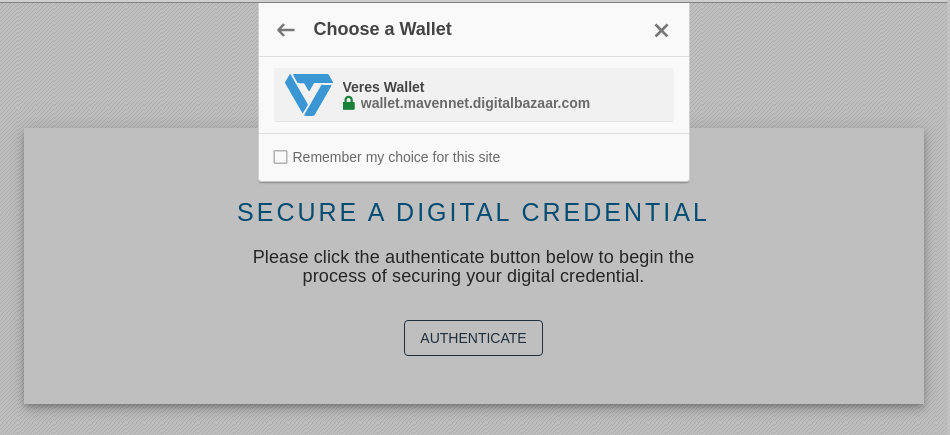 Choose a Wallet
Veres Wallet
wallet.mavennet.digitalbazaar.com
Remember my choice for this site
SECURE A DIGITAL CREDENTIAL
Please click the authenticate button below to begin the
process of securing your digital credential.
AUTHENTICATE